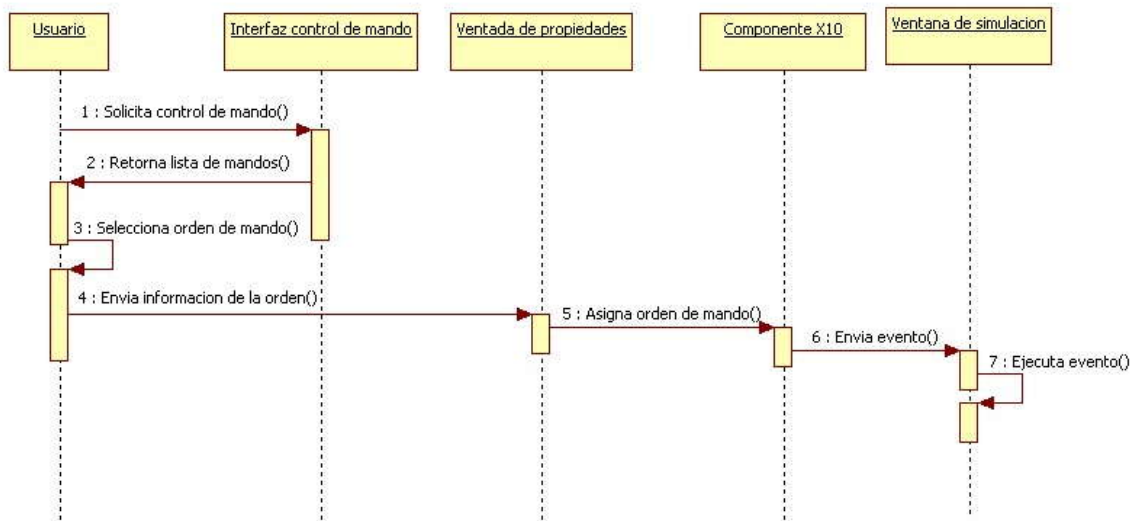 Usuario
Interfaz control de mando
Ventada de propiedades
Componente X10
Ventana de simulacion
1 : Solicita control de mando()
2 : Retorna lista de mandos()
3 : Selecciona orden de mando()
4 : Envia informacion de la orden()
5 : Asigna orden de mando()
6 : Envia evento()
7 : Ejecuta evento()